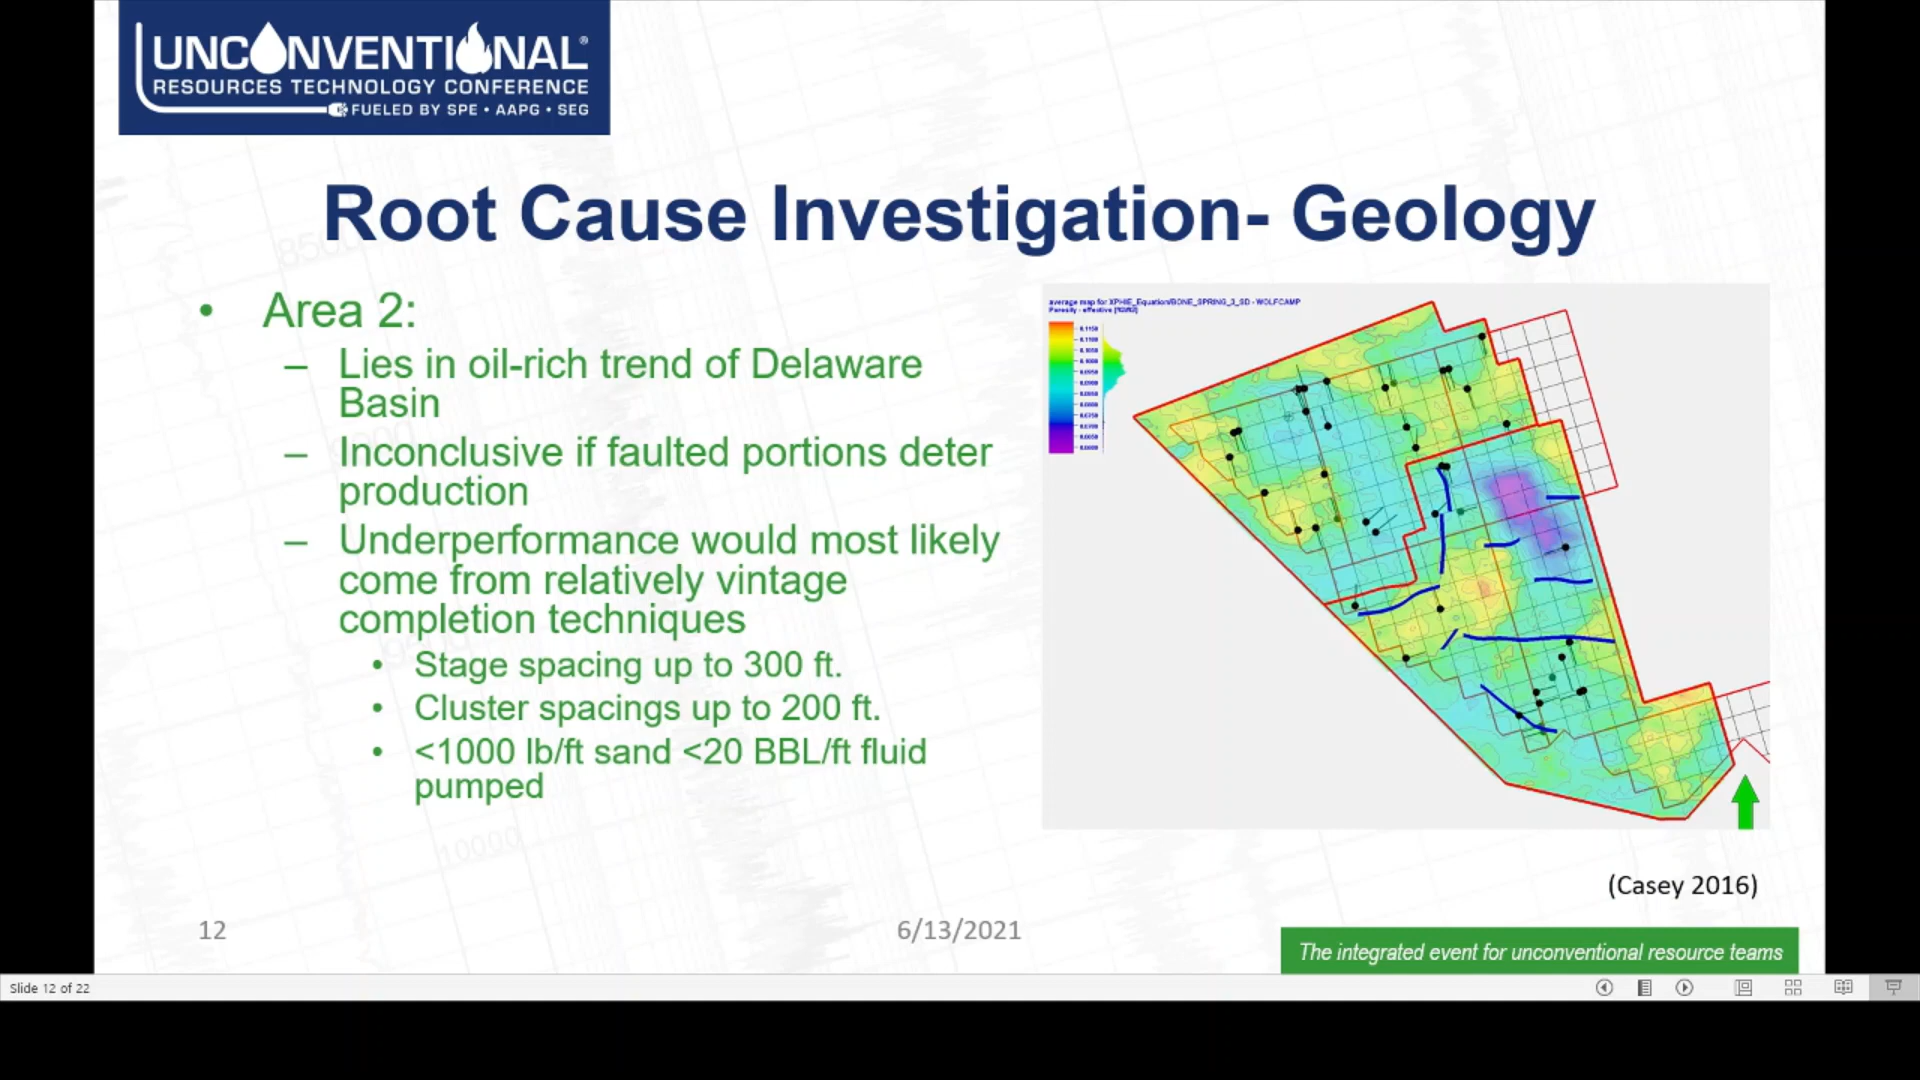 UNCONVENTIONAL®
RESOURCES TECHNOLOGY CONFERENCE
FUELED BY SPE • AAPG • SEG
Root Cause Investigation- Geology
• Area 2:
– Lies in oil-rich trend of Delaware
Basin
– Inconclusive if faulted portions deter
production
– Underperformance would most likely
come from relatively vintage
completion techniques
• Stage spacing up to 300 ft.
• Cluster spacings up to 200 ft.
• <1000 lb/ft sand <20 BBL/ft fluid
pumped
average map for XPHIE_Equation/BONE_SPRING_3_SD - WOLFCAMP
Porosity - effective [ft3/ft3]
(Casey 2016)
12
6/13/2021
The integrated event for unconventional resource teams
Slide 12 of 22